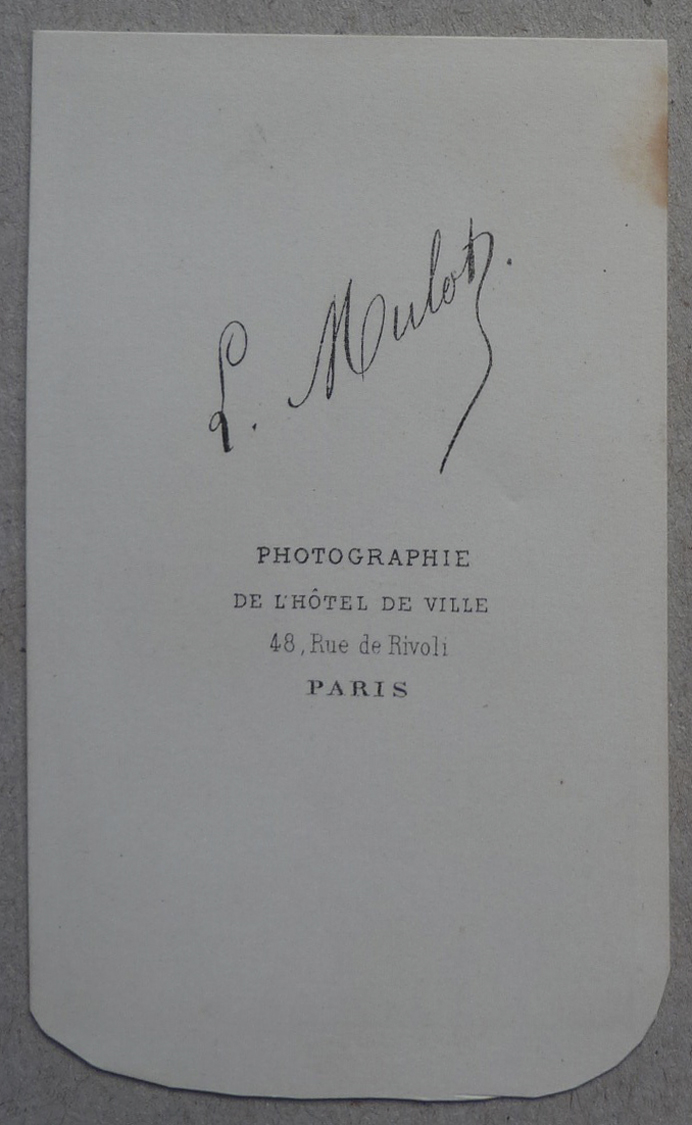 L. Mulot.
PHOTOGRAPHIE
DE L'HÔTEL DE VILLE
48, Rue de Rivoli
PARIS